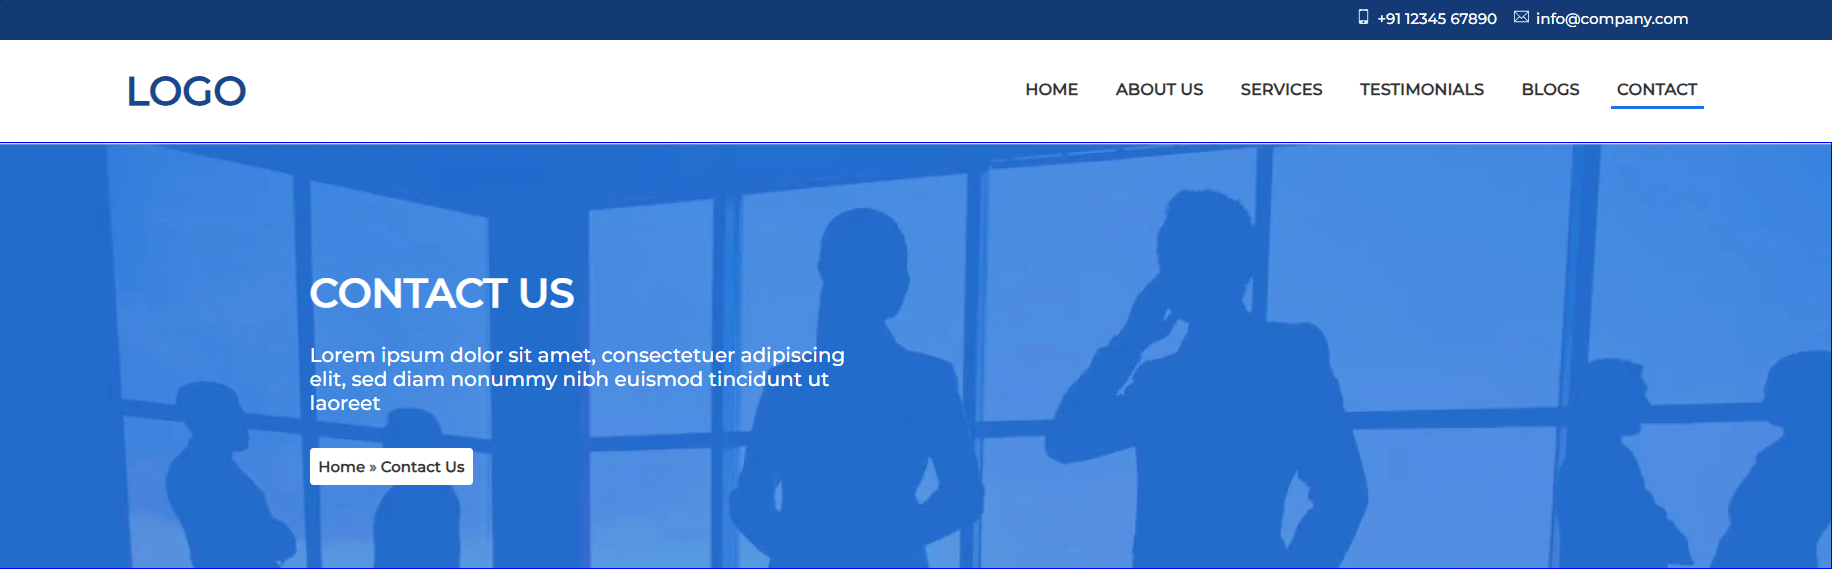 +91 12345 67890 info@company.com
LOGO
HOME ABOUT US SERVICES TESTIMONIALS BLOGS CONTACT
CONTACT US
Lorem ipsum dolor sit amet, consectetuer adipiscing
elit, sed diam nonummy nibh euismod tincidunt ut
laoreet
Home » Contact Us